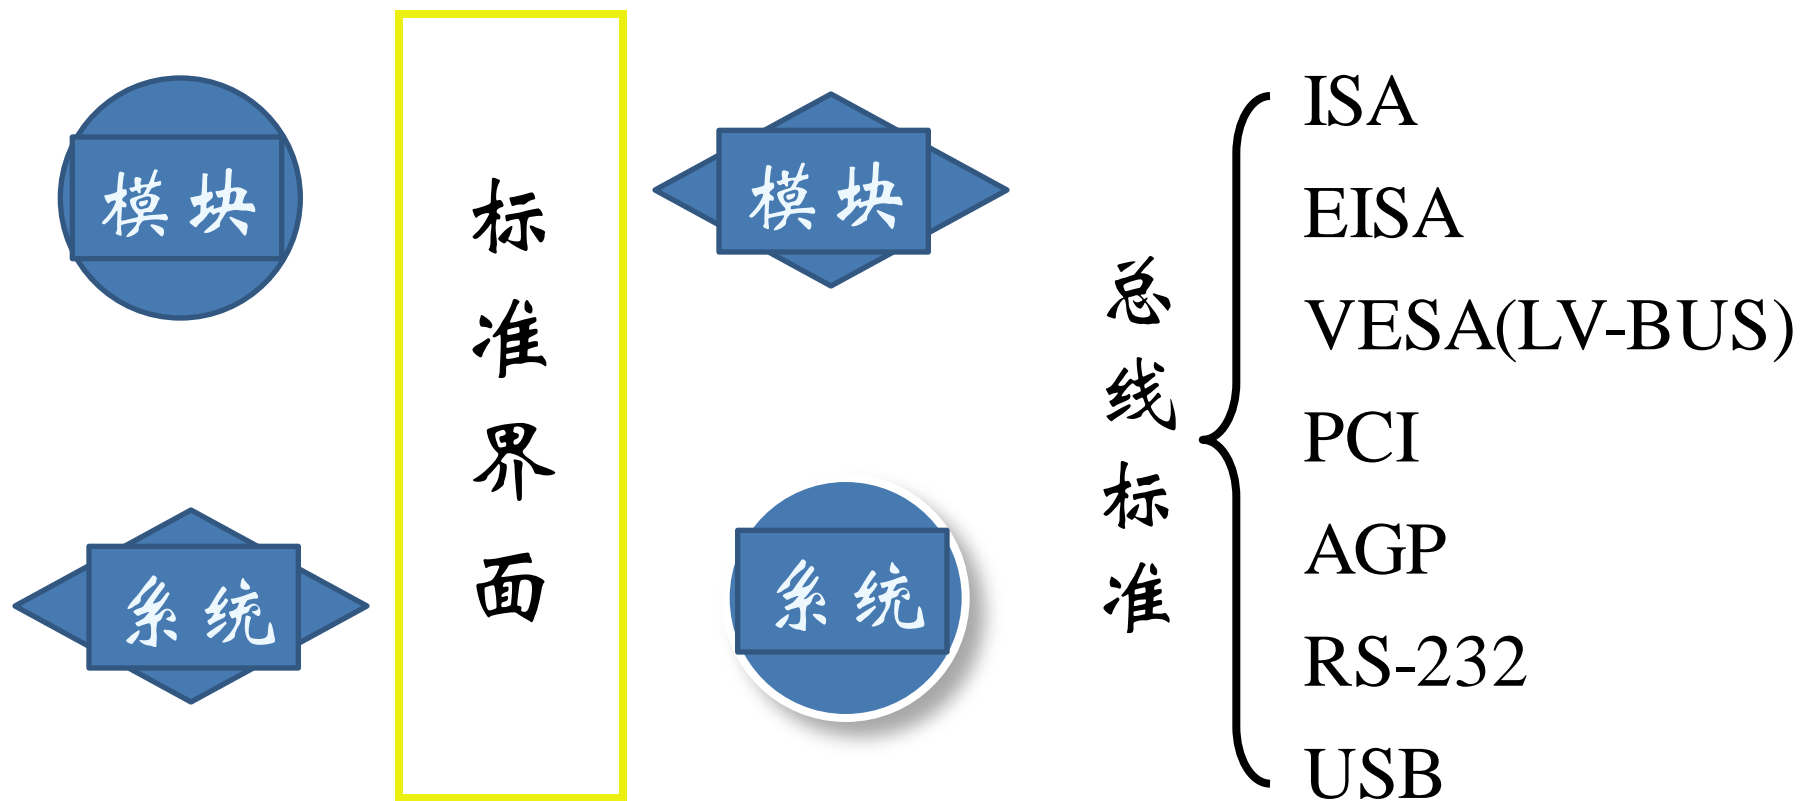 模块
系统
标准界面
模块
系统
总线标准
ISA
EISA
VESA(LV-BUS)
PCI
AGP
RS-232
USB